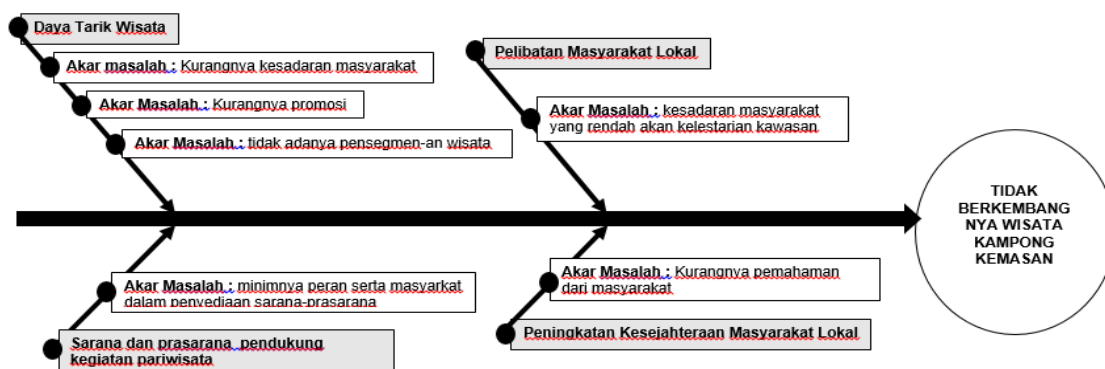 Daya Tarik Wisata
Akar masalah : Kurangnya kesadaran masyarakat
Akar Masalah : Kurangnya promosi
Akar Masalah : tidak adanya pensegmen-an wisata
Pelibatan Masyarakat Lokal
Akar Masalah : kesadaran masyarakat
yang rendah akan kelestarian kawasan
TIDAK
BERKEMBANG
NYA WISATA
KAMPONG
KEMASAN
Akar Masalah : minimnya peran serta masyarkat
dalam penyediaan sarana-prasarana
Sarana dan prasarana pendukung
kegiatan pariwisata
Akar Masalah : Kurangnya pemahaman
dari masyarakat
Peningkatan Kesejahteraan Masyarakat Lokal